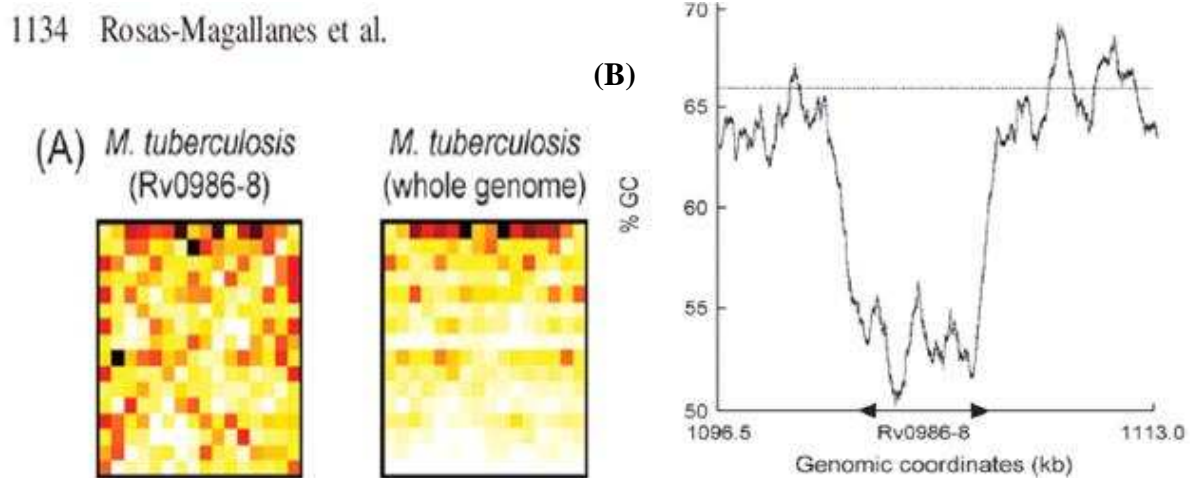 1134 Rosas-Magallanes et al.
(A) M. tuberculosis
(Rv0986-8)
M. tuberculosis
(whole genome)
(B)
% GC
70
65
60
55
50
1096.5
Rv0986-8
1113.0
Genomic coordinates (kb)